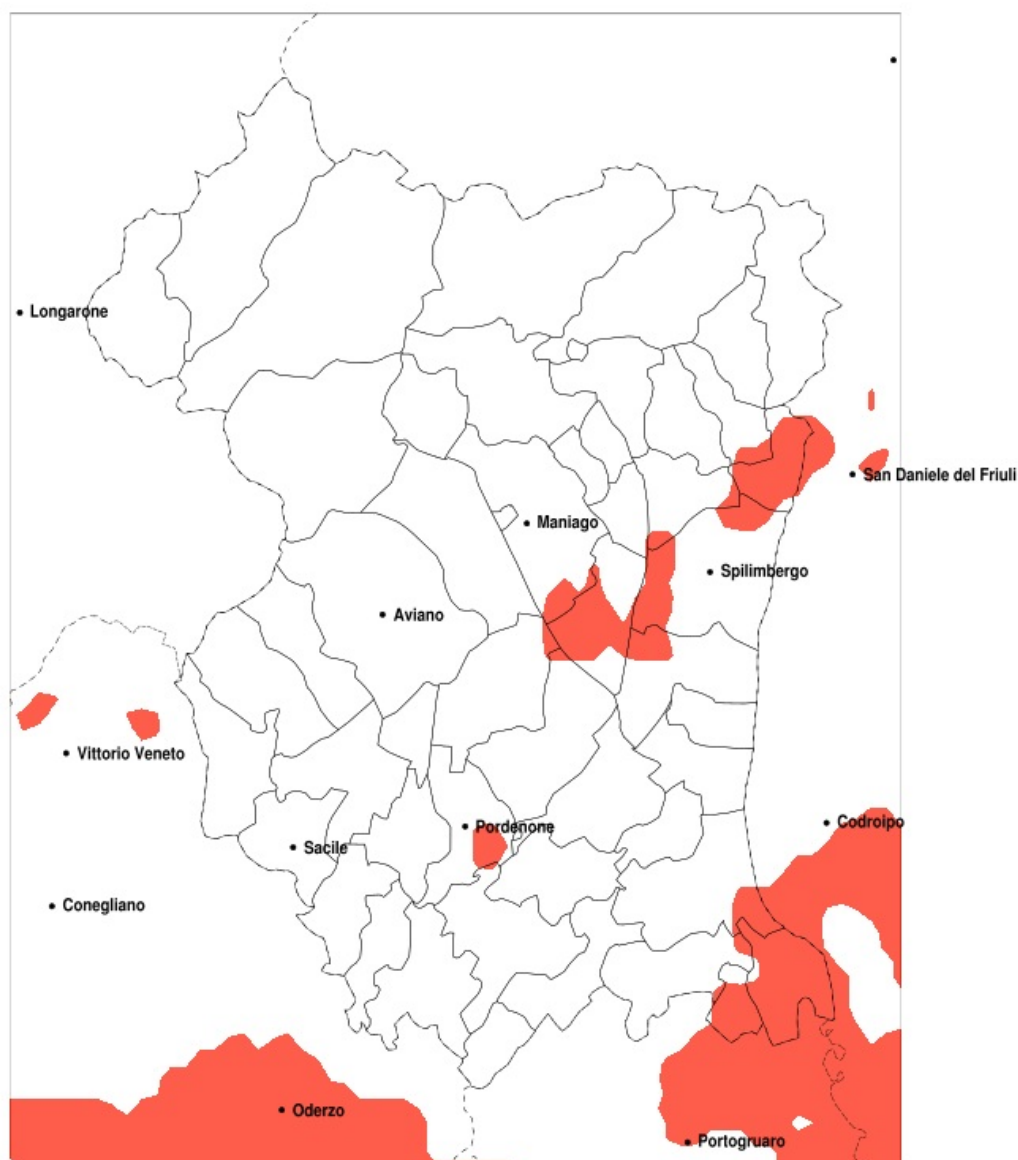 Longarone
San Daniele del Friuli
Maniago
Spilimbergo
Aviano
Vittorio Veneto
Codroipo
Pordenone
Sacile
Conegliano
Oderzo
Portogruaro